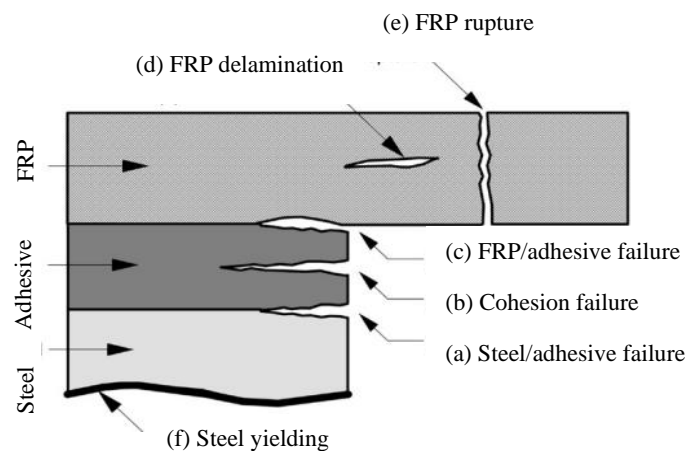 (e) FRP rupture
(d) FRP delamination
FRP
Adhesive
Steel
(c) FRP/adhesive failure
(b) Cohesion failure
(a) Steel/adhesive failure
(f) Steel yielding